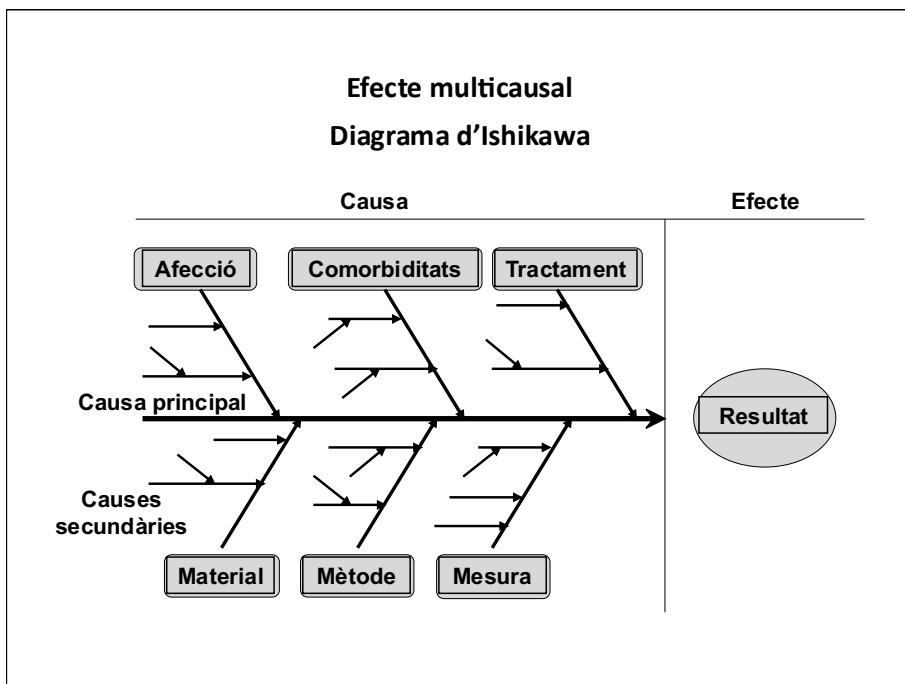 Efecte multicausal
Diagrama d’Ishikawa
Causa
Efecte
Afecció
Comorbiditats
Tractament
Causa principal
Resultat
Causes
secundàries
Material
Mètode
Mesura